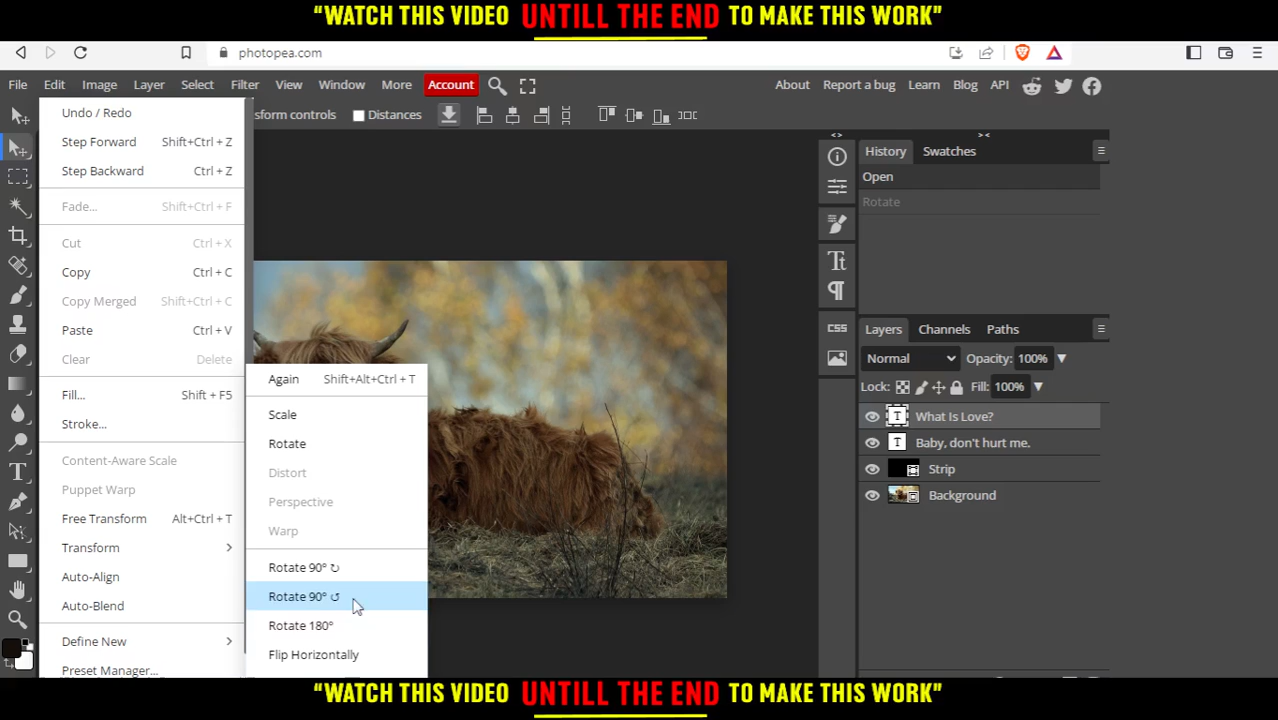 “WATCH THIS VIDEO UNTILL THE END TO MAKE THIS WORK”
photopea.com
File Edit Image Layer Select Filter View Window More Account About Report a bug Learn Blog API
sform controls Distances
Undo / Redo
Step Forward Shift+Ctrl + Z
Step Backward Ctrl + Z
Fade... Shift+Ctrl + F
Cut Ctrl + X
Copy Ctrl + C
Copy Merged Shift+Ctrl + C
Paste Ctrl + V
Clear Delete
Fill... Shift + F5
Stroke...
Content-Aware Scale
Puppet Warp
Free Transform Alt+Ctrl + T
Transform
Auto-Align
Auto-Blend
Define New
Preset Manager...
Again Shift+Alt+Ctrl + T
Scale
Rotate
Distort
Perspective
Warp
Rotate 90° ↻
Rotate 90° ↺
Rotate 180°
Flip Horizontally
< >
> <
History Swatches
Open
Rotate
CSS
Layers Channels Paths
Normal Opacity: 100%
Lock: Fill: 100%
T What Is Love?
T Baby, don't hurt me.
Strip
Background
“WATCH THIS VIDEO UNTILL THE END TO MAKE THIS WORK”